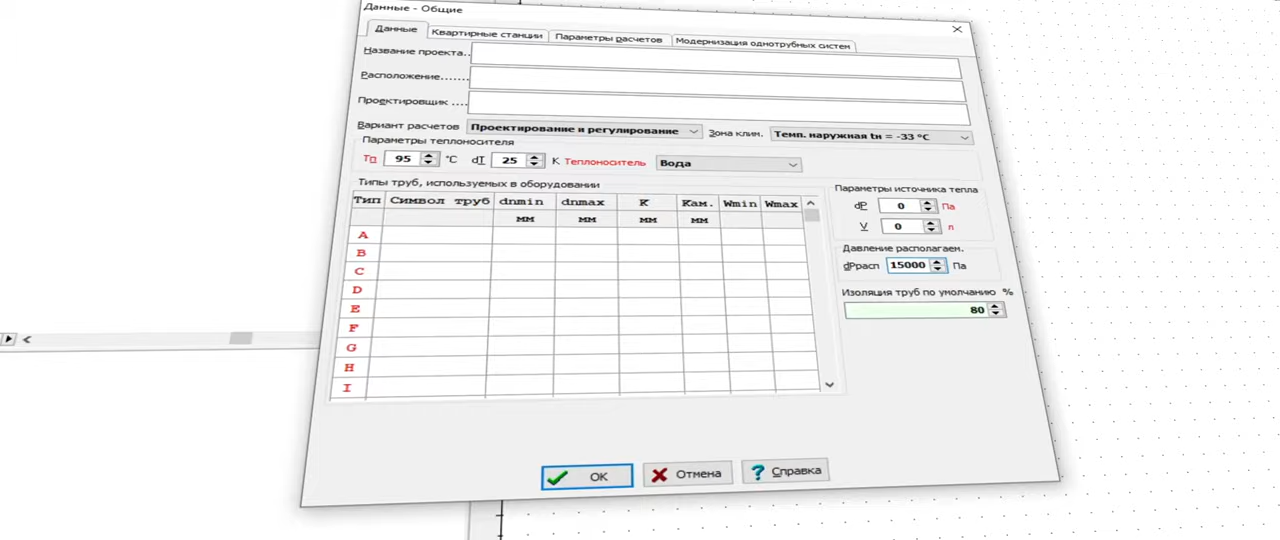 Данные - Общие
Данные Квартирные станции Параметры расчетов Модернизация однотрубных систем
Название проекта..
Расположение.......
Проектировщик ....
Вариант расчетов Проектирование и регулирование Зона клим. Темп. наружная tн = -33 °C
Параметры теплоносителя
Тп 95 °C dT 25 K Теплоноситель Вода
Типы труб, используемых в оборудовании
Тип Символ труб dnmin dnmax K Кам. Wmin Wmax
мм мм мм мм
A
B
C
D
E
F
G
H
I
Параметры источника тепла
dP 0 Па
V 0 л
Давление располагаем.
dPрасп 15000 Па
Изоляция труб по умолчанию %
80
OK Отмена ? Справка